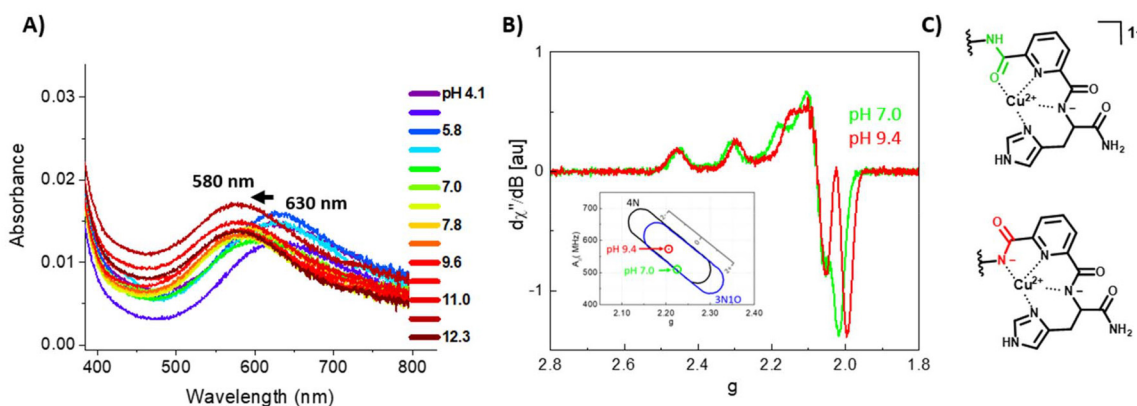 A)
Absorbance
0.03
0.02
0.01
0.00
580 nm
630 nm
pH 4.1
5.8
7.0
7.8
9.6
11.0
12.3
400 500 600 700 800
Wavelength (nm)
B)
dχ''/dB [au]
1
0
-1
pH 7.0
pH 9.4
4N
pH 9.4
pH 7.0
3N1O
A∥( MHz)
700
600
500
400
2.10 2.20 2.30 2.40
g
2.8 2.6 2.4 2.2 2.0 1.8
g
C)
NH
O
N
Cu²⁺
N−
O
O
NH₂
N
HN
1+
O
N−
N
Cu²⁺
N−
O
O
NH₂
N
HN